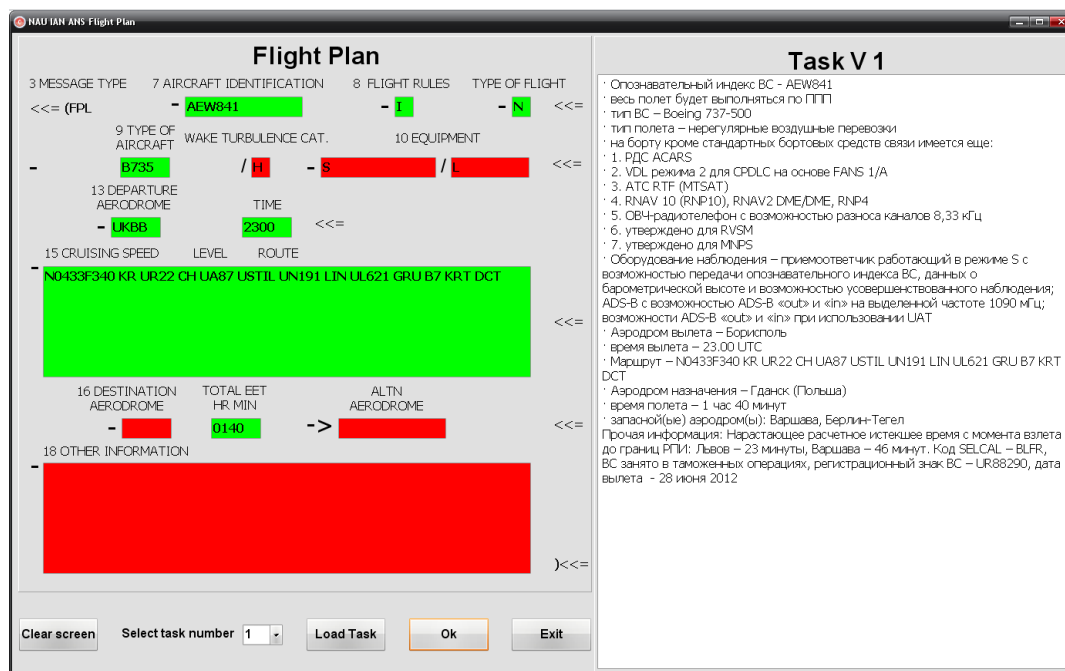 NAU IAN ANS Flight Plan
Flight Plan
3 MESSAGE TYPE 7 AIRCRAFT IDENTIFICATION 8 FLIGHT RULES TYPE OF FLIGHT
<<= (FPL - AEW841 - I - N <<=
9 TYPE OF AIRCRAFT WAKE TURBULENCE CAT. 10 EQUIPMENT
- B735 / H - S / L <<=
13 DEPARTURE AERODROME TIME
- UKBB 2300 <<=
15 CRUISING SPEED LEVEL ROUTE
- N0433F340 KR UR22 CH UA87 USTIL UN191 LIN UL621 GRU B7 KRT DCT
<<=
16 DESTINATION AERODROME TOTAL EET HR MIN ALTN AERODROME
- 0140 -> <<=
18 OTHER INFORMATION
-
)<<=
Clear screen Select task number 1 Load Task Ok Exit
Task V 1
· Опознавательный индекс ВС - AEW841
· весь полет будет выполняться по ППП
· тип ВС – Boeing 737-500
· тип полета – нерегулярные воздушные перевозки
· на борту кроме стандартных бортовых средств связи имеется еще:
· 1. РДС ACARS
· 2. VDL режима 2 для CPDLC на основе FANS 1/A
· 3. ATC RTF (MTSAT)
· 4. RNAV 10 (RNP10), RNAV2 DME/DME, RNP4
· 5. ОВЧ-радиотелефон с возможностью разноса каналов 8,33 кГц
· 6. утверждено для RVSM
· 7. утверждено для MNPS
· Оборудование наблюдения – приемоответчик работающий в режиме S с
возможностью передачи опознавательного индекса ВС, данных о
барометрической высоте и возможностью усовершенствованного наблюдения;
ADS-B с возможностью ADS-B «out» и «in» на выделенной частоте 1090 мГц;
возможности ADS-B «out» и «in» при использовании UAT
· Аэродром вылета – Борисполь
· время вылета – 23.00 UTC
· Маршрут – N0433F340 KR UR22 CH UA87 USTIL UN191 LIN UL621 GRU B7 KRT
DCT
· Аэродром назначения – Гданск (Польша)
· время полета – 1 час 40 минут
· запасной(ые) аэродром(ы): Варшава, Берлин-Тегел
Прочая информация: Нарастающее расчетное истекшее время с момента взлета
до границ РПИ: Львов – 23 минуты, Варшава – 46 минут. Код SELCAL – BLFR,
ВС занято в таможенных операциях, регистрационный знак ВС – UR88290, дата
вылета - 28 июня 2012